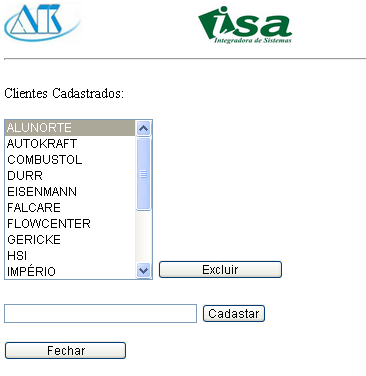 ATK
isa
Integradora de Sistemas
Clientes Cadastrados:
ALUNORTE
AUTOKRAFT
COMBUSTOL
DURR
EISENMANN
FALCARE
FLOWCENTER
GERICKE
HSI
IMPÉRIO
Excluir
Cadastar
Fechar